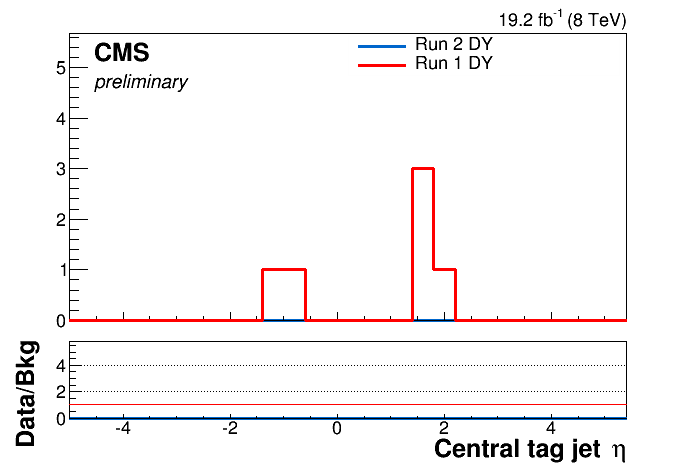 19.2 fb-1 (8 TeV)
CMS
preliminary
Run 2 DY
Run 1 DY
5
4
3
2
1
0
Data/Bkg
4
2
0
-4 -2 0 2 4
Central tag jet η